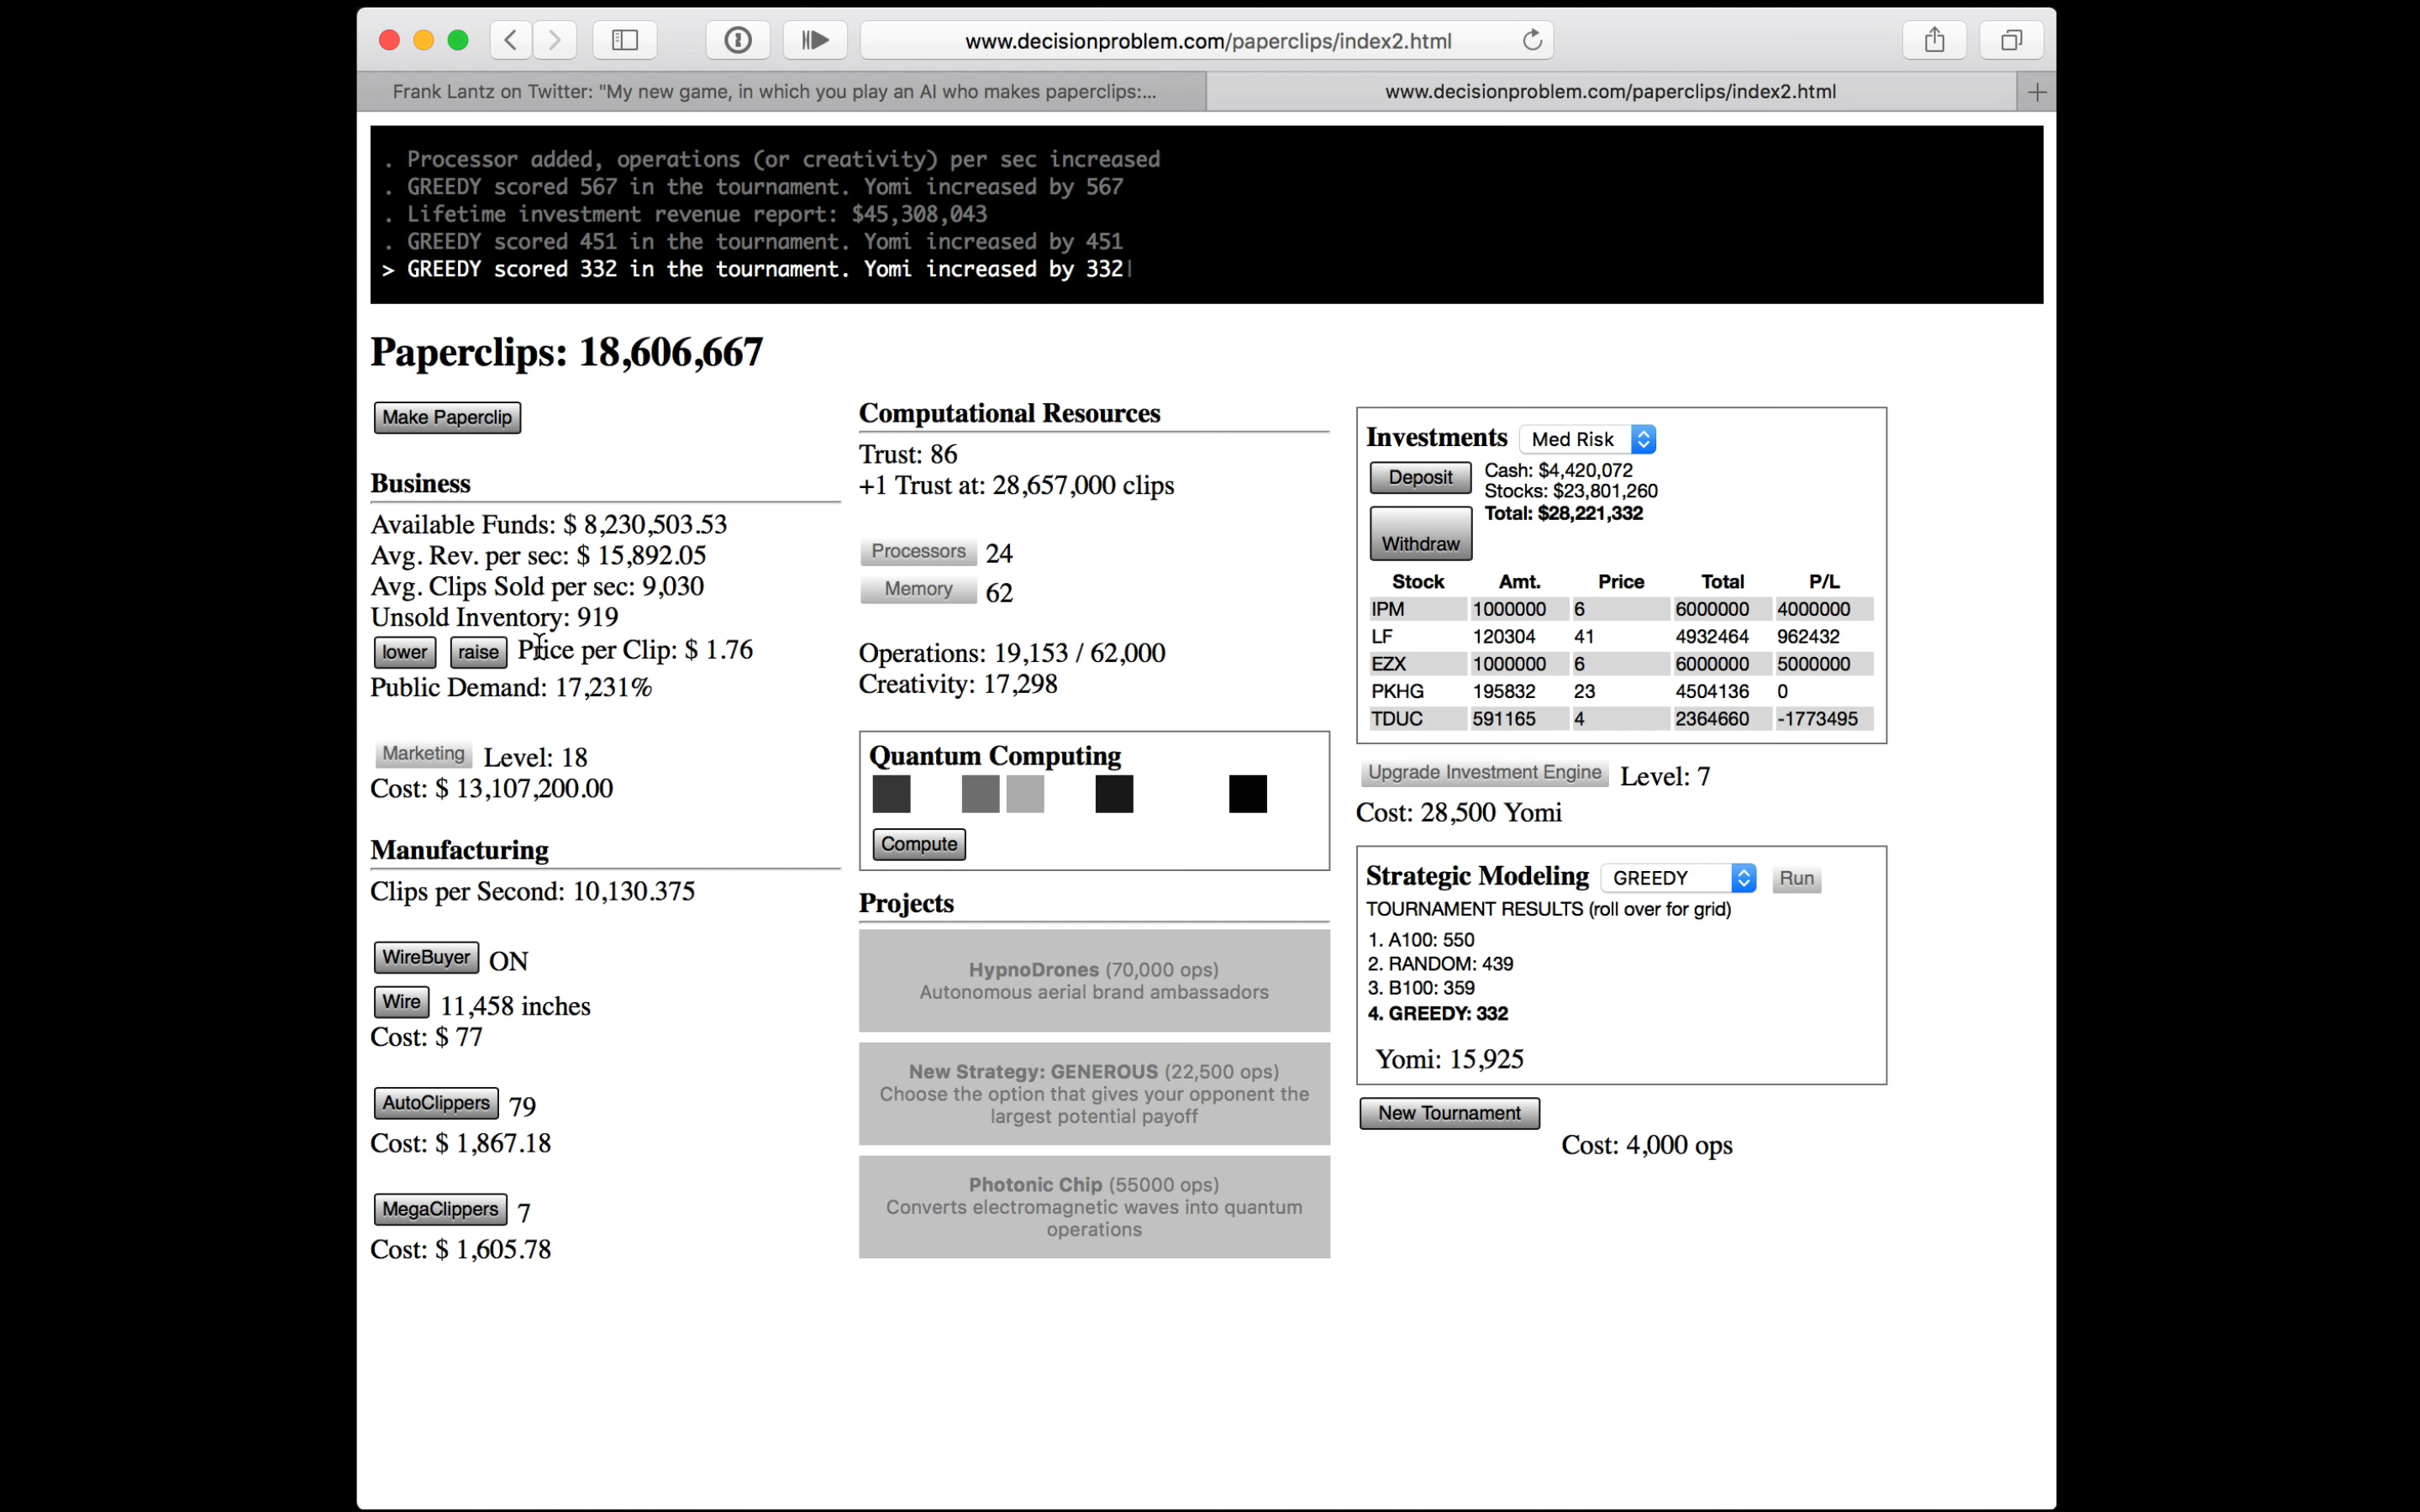 www.decisionproblem.com/paperclips/index2.html
Frank Lantz on Twitter: "My new game, in which you play an AI who makes paperclips:...
www.decisionproblem.com/paperclips/index2.html
. Processor added, operations (or creativity) per sec increased
. GREEDY scored 567 in the tournament. Yomi increased by 567
. Lifetime investment revenue report: $45,308,043
. GREEDY scored 451 in the tournament. Yomi increased by 451
> GREEDY scored 332 in the tournament. Yomi increased by 332|
Paperclips: 18,606,667
Make Paperclip
Business
Available Funds: $ 8,230,503.53
Avg. Rev. per sec: $ 15,892.05
Avg. Clips Sold per sec: 9,030
Unsold Inventory: 919
lower raise Price per Clip: $ 1.76
Public Demand: 17,231%
Marketing Level: 18
Cost: $ 13,107,200.00
Manufacturing
Clips per Second: 10,130.375
WireBuyer ON
Wire 11,458 inches
Cost: $ 77
AutoClippers 79
Cost: $ 1,867.18
MegaClippers 7
Cost: $ 1,605.78
Computational Resources
Trust: 86
+1 Trust at: 28,657,000 clips
Processors 24
Memory 62
Operations: 19,153 / 62,000
Creativity: 17,298
Quantum Computing
Compute
Projects
HypnoDrones (70,000 ops)
Autonomous aerial brand ambassadors
New Strategy: GENEROUS (22,500 ops)
Choose the option that gives your opponent the
largest potential payoff
Photonic Chip (55000 ops)
Converts electromagnetic waves into quantum
operations
Investments Med Risk
Deposit Cash: $4,420,072
Stocks: $23,801,260
Total: $28,221,332
Withdraw
Stock Amt. Price Total P/L
IPM 1000000 6 6000000 4000000
LF 120304 41 4932464 962432
EZX 1000000 6 6000000 5000000
PKHG 195832 23 4504136 0
TDUC 591165 4 2364660 -1773495
Upgrade Investment Engine Level: 7
Cost: 28,500 Yomi
Strategic Modeling GREEDY Run
TOURNAMENT RESULTS (roll over for grid)
1. A100: 550
2. RANDOM: 439
3. B100: 359
4. GREEDY: 332
Yomi: 15,925
New Tournament
Cost: 4,000 ops